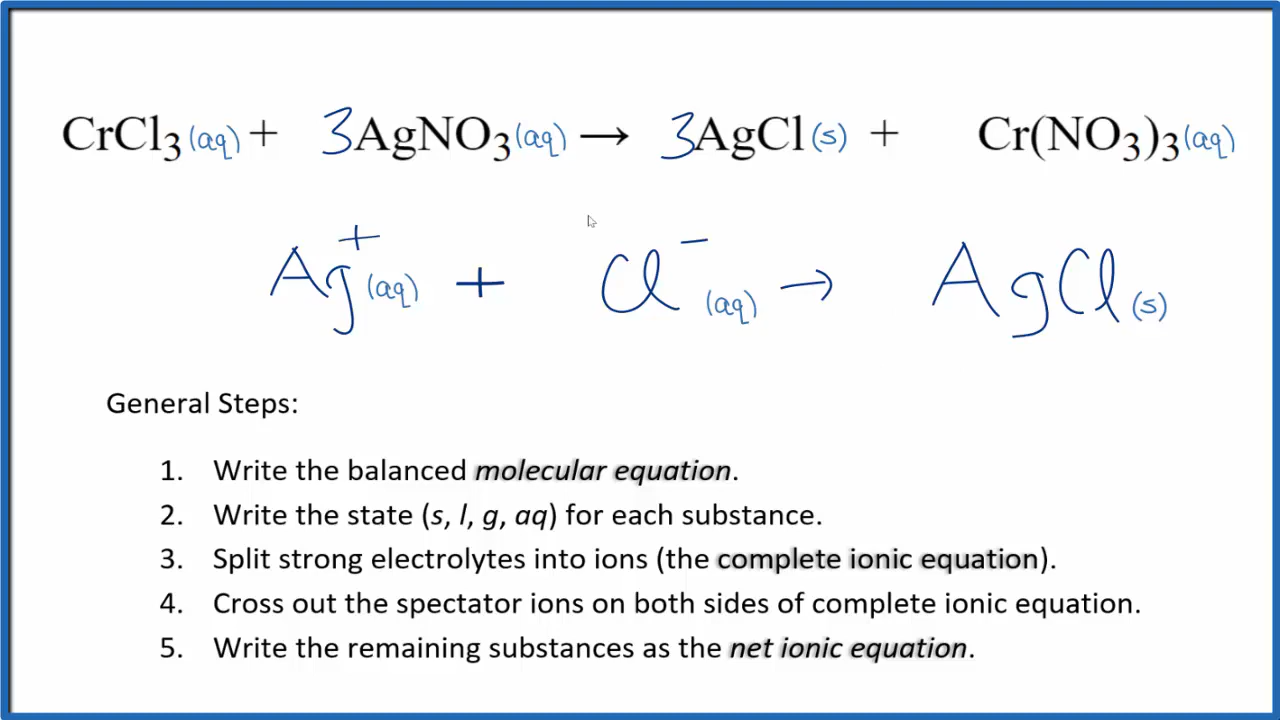 CrCl₃(aq) + 3AgNO₃(aq) → 3AgCl(s) + Cr(NO₃)₃(aq)
Ag⁺(aq) + Cl⁻(aq) → AgCl(s)
General Steps:
1. Write the balanced molecular equation.
2. Write the state (s, l, g, aq) for each substance.
3. Split strong electrolytes into ions (the complete ionic equation).
4. Cross out the spectator ions on both sides of complete ionic equation.
5. Write the remaining substances as the net ionic equation.